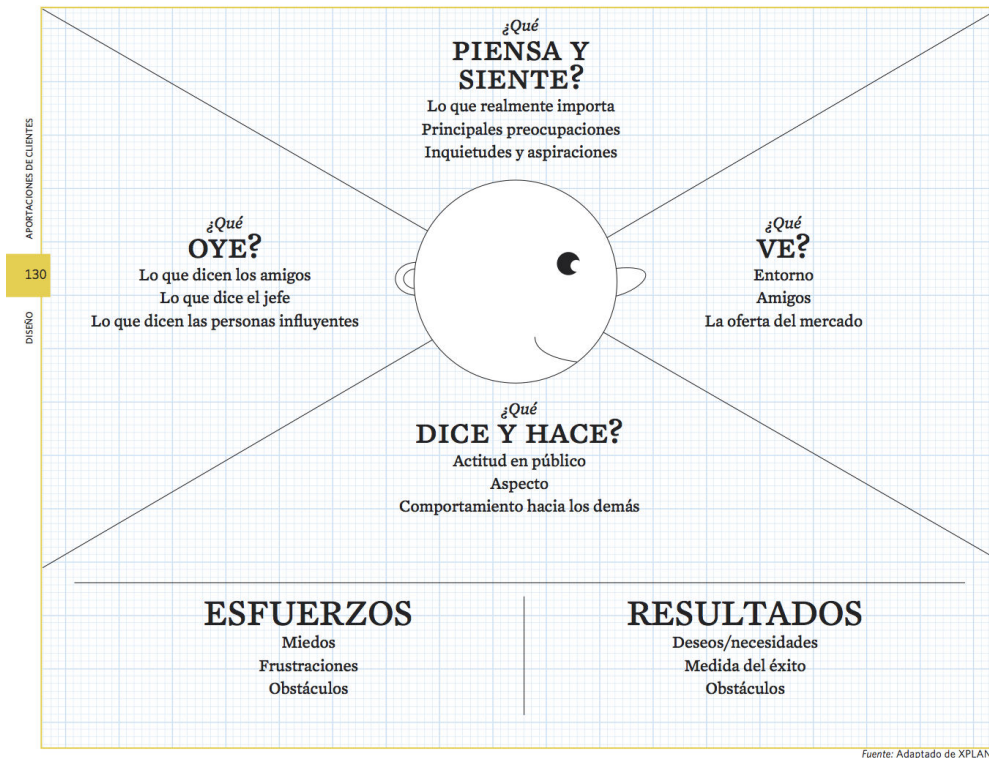 ¿Qué
PIENSA Y
SIENTE?
Lo que realmente importa
Principales preocupaciones
Inquietudes y aspiraciones
APORTACIONES DE CLIENTES
130
DISEÑO
¿Qué
OYE?
Lo que dicen los amigos
Lo que dice el jefe
Lo que dicen las personas influyentes
¿Qué
VE?
Entorno
Amigos
La oferta del mercado
¿Qué
DICE Y HACE?
Actitud en público
Aspecto
Comportamiento hacia los demás
ESFUERZOS
Miedos
Frustraciones
Obstáculos
RESULTADOS
Deseos/necesidades
Medida del éxito
Obstáculos
Fuente: Adaptado de XPLAN